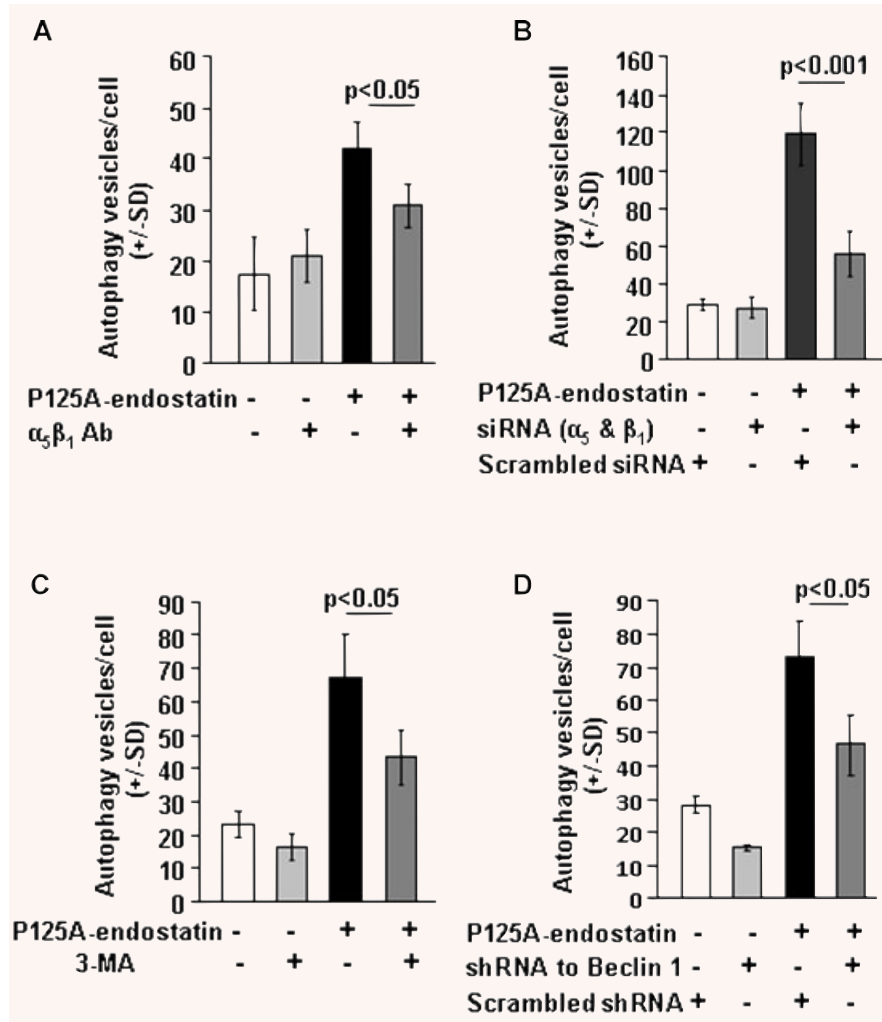 A
Autophagy vesicles/cell
(+/-SD)
60
50
40
30
20
10
0
p<0.05
P125A-endostatin - - + +
α5β1 Ab - + - +
B
Autophagy vesicles/cell
(+/-SD)
160
140
120
100
80
60
40
20
0
p<0.001
P125A-endostatin - - + +
siRNA (α5 & β1) - + - +
Scrambled siRNA + - + -
C
Autophagy vesicles/cell
(+/-SD)
90
80
70
60
50
40
30
20
10
0
p<0.05
P125A-endostatin - - + +
3-MA - + - +
D
Autophagy vesicles/cell
(+/-SD)
90
80
70
60
50
40
30
20
10
0
p<0.05
P125A-endostatin - - + +
shRNA to Beclin 1 - + - +
Scrambled shRNA + - + -